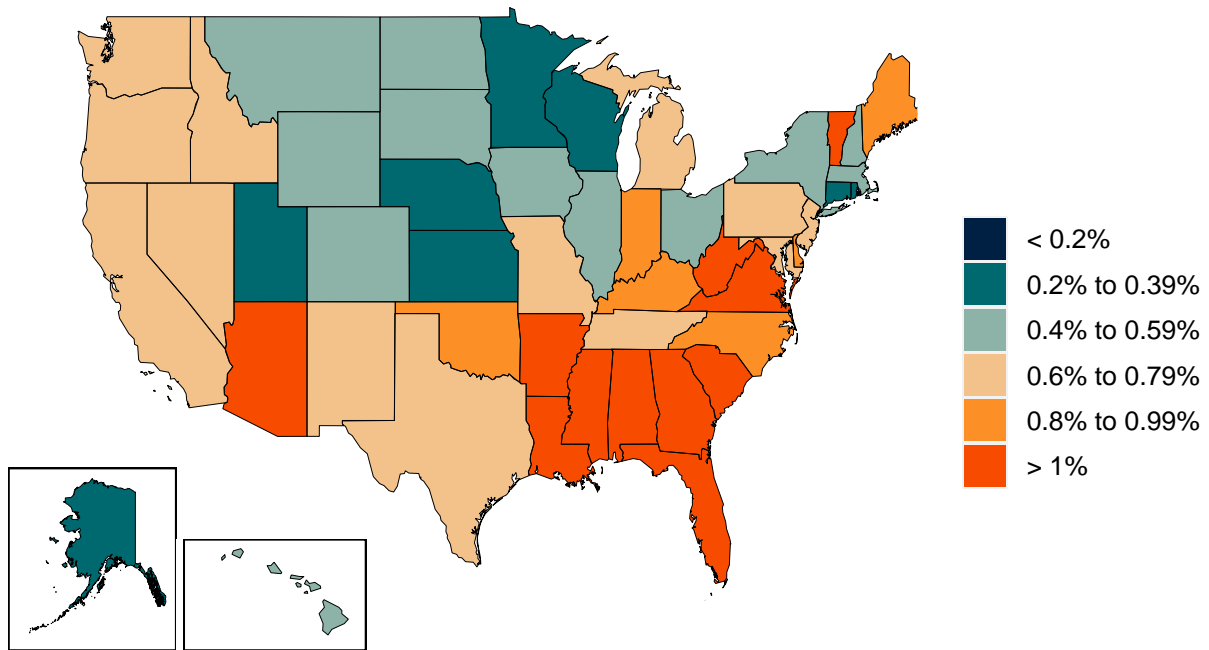 < 0.2%
0.2% to 0.39%
0.4% to 0.59%
0.6% to 0.79%
0.8% to 0.99%
> 1%